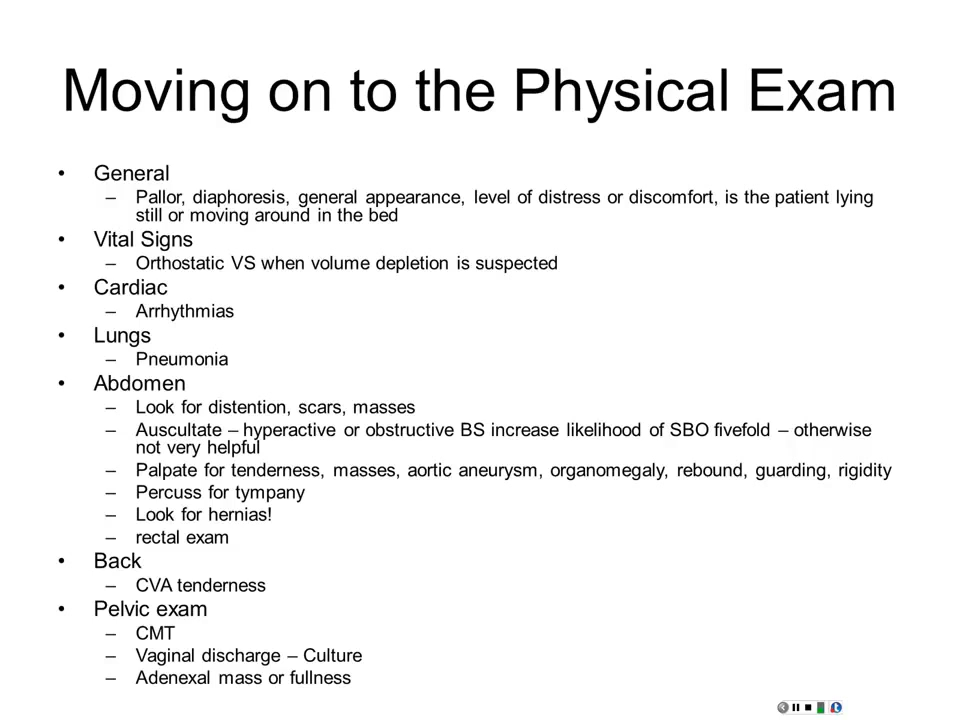 Moving on to the Physical Exam
• General
– Pallor, diaphoresis, general appearance, level of distress or discomfort, is the patient lying
still or moving around in the bed
• Vital Signs
– Orthostatic VS when volume depletion is suspected
• Cardiac
– Arrhythmias
• Lungs
– Pneumonia
• Abdomen
– Look for distention, scars, masses
– Auscultate – hyperactive or obstructive BS increase likelihood of SBO fivefold – otherwise
not very helpful
– Palpate for tenderness, masses, aortic aneurysm, organomegaly, rebound, guarding, rigidity
– Percuss for tympany
– Look for hernias!
– rectal exam
• Back
– CVA tenderness
• Pelvic exam
– CMT
– Vaginal discharge – Culture
– Adenexal mass or fullness